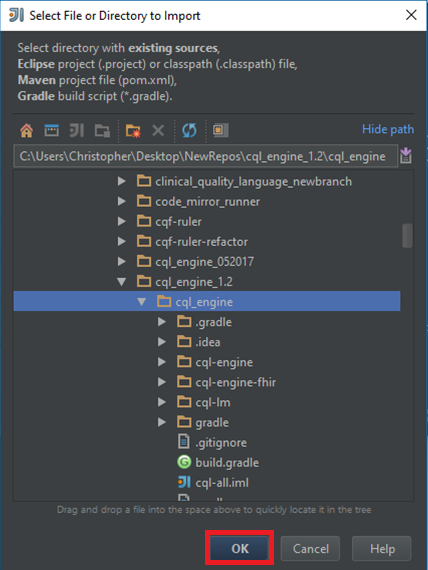 Select File or Directory to Import
Select directory with existing sources,
Eclipse project (.project) or classpath (.classpath) file,
Maven project file (pom.xml),
Gradle build script (*.gradle).
Hide path
C:\Users\Christopher\Desktop\NewRepos\cql_engine_1.2\cql_engine
clinical_quality_language_newbranch
code_mirror_runner
cqf-ruler
cqf-ruler-refactor
cql_engine_052017
cql_engine_1.2
cql_engine
.gradle
.idea
cql-engine
cql-engine-fhir
cql-lm
gradle
.gitignore
build.gradle
cql-all.iml
Drag and drop a file into the space above to quickly locate it in the tree
OK Cancel Help